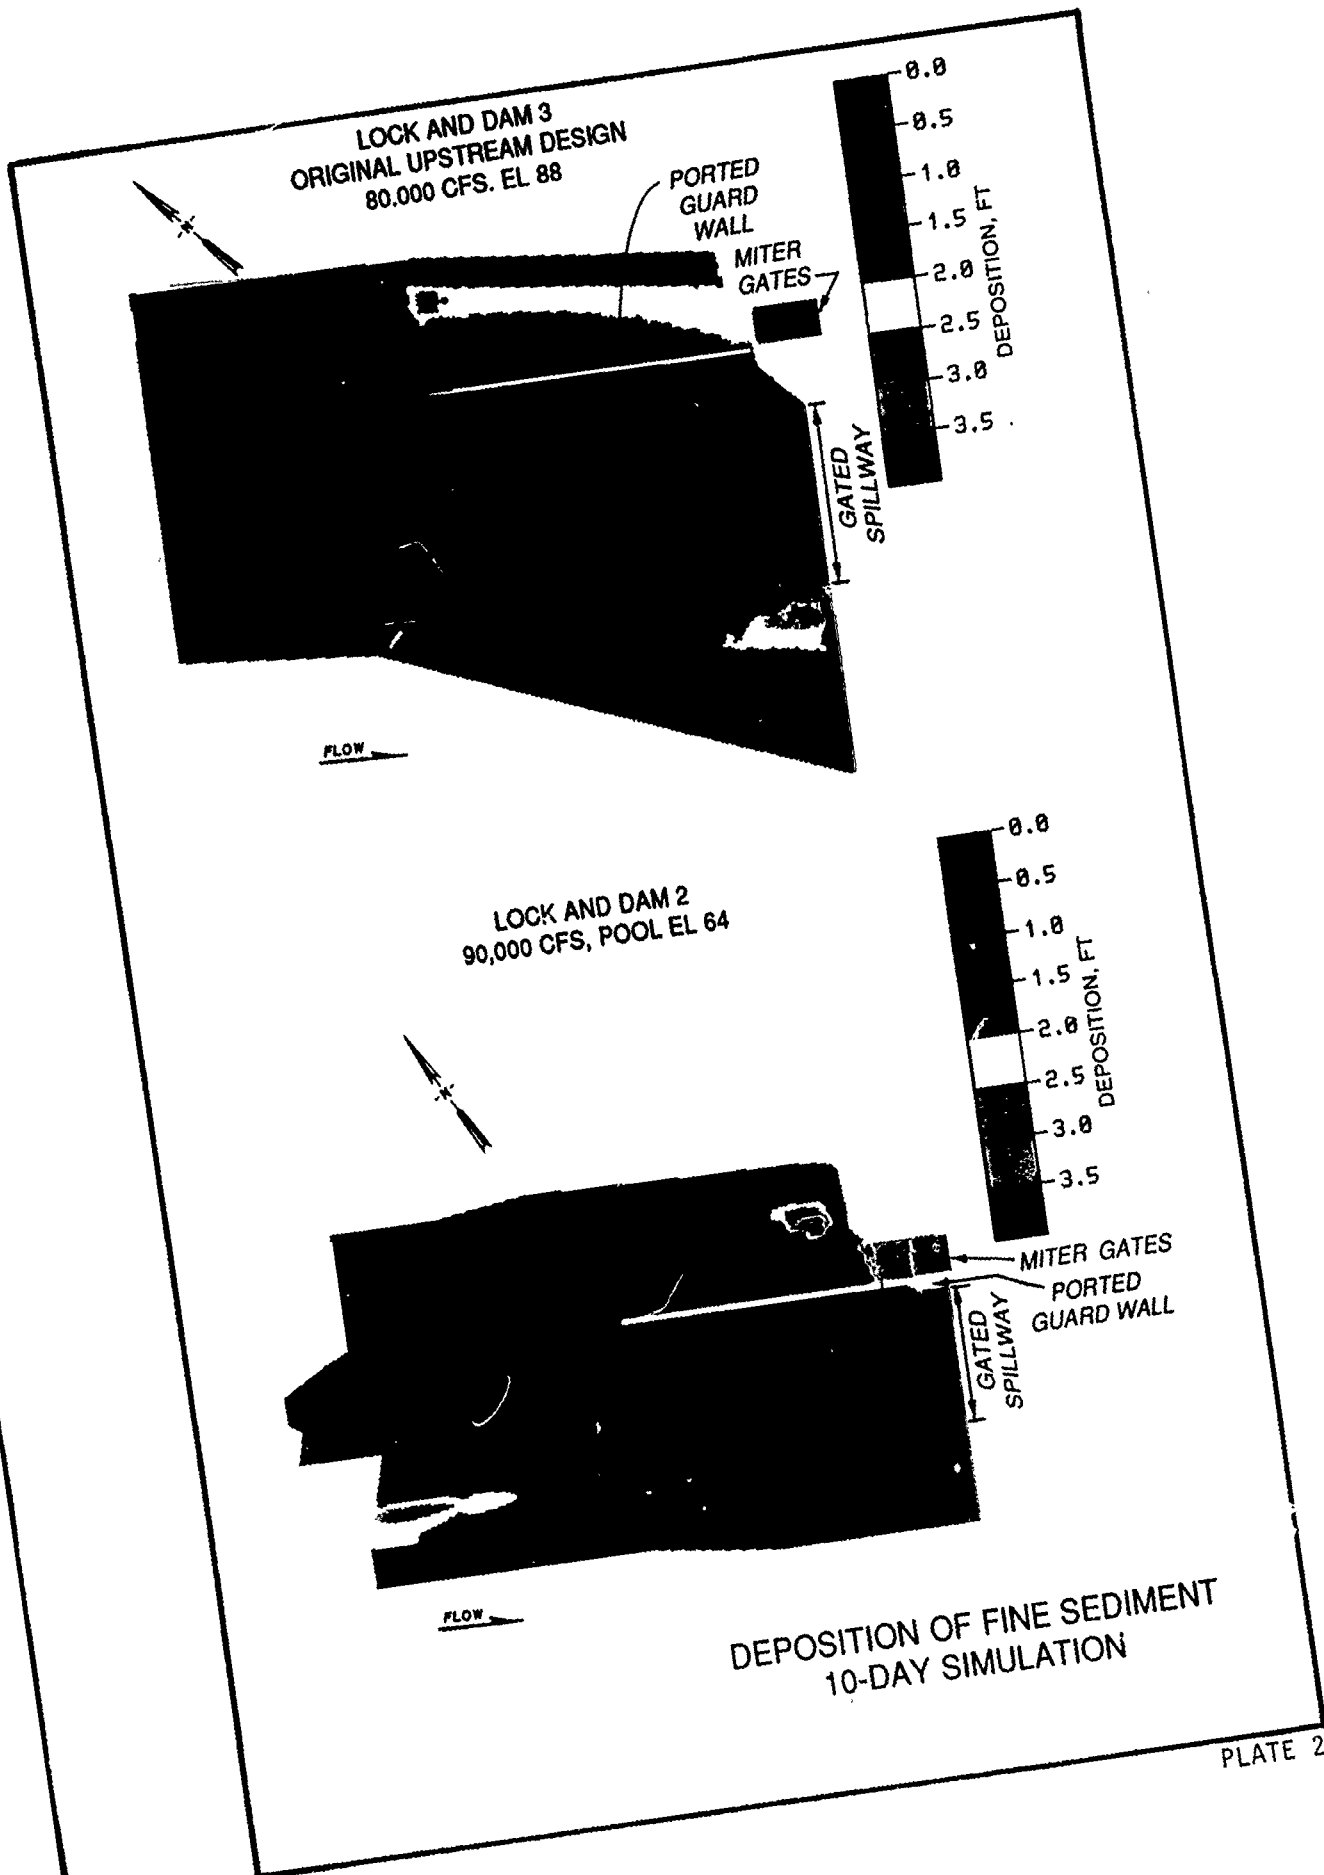 LOCK AND DAM 3
ORIGINAL UPSTREAM DESIGN
80.000 CFS. EL 88
N
PORTED
GUARD
WALL
MITER
GATES
0.0
0.5
1.0
1.5
2.0
2.5
3.0
3.5
DEPOSITION, FT
GATED
SPILLWAY
FLOW
LOCK AND DAM 2
90,000 CFS, POOL EL 64
N
0.0
0.5
1.0
1.5
2.0
2.5
3.0
3.5
DEPOSITION, FT
MITER GATES
PORTED
GUARD WALL
GATED
SPILLWAY
FLOW
DEPOSITION OF FINE SEDIMENT
10-DAY SIMULATION
PLATE 2